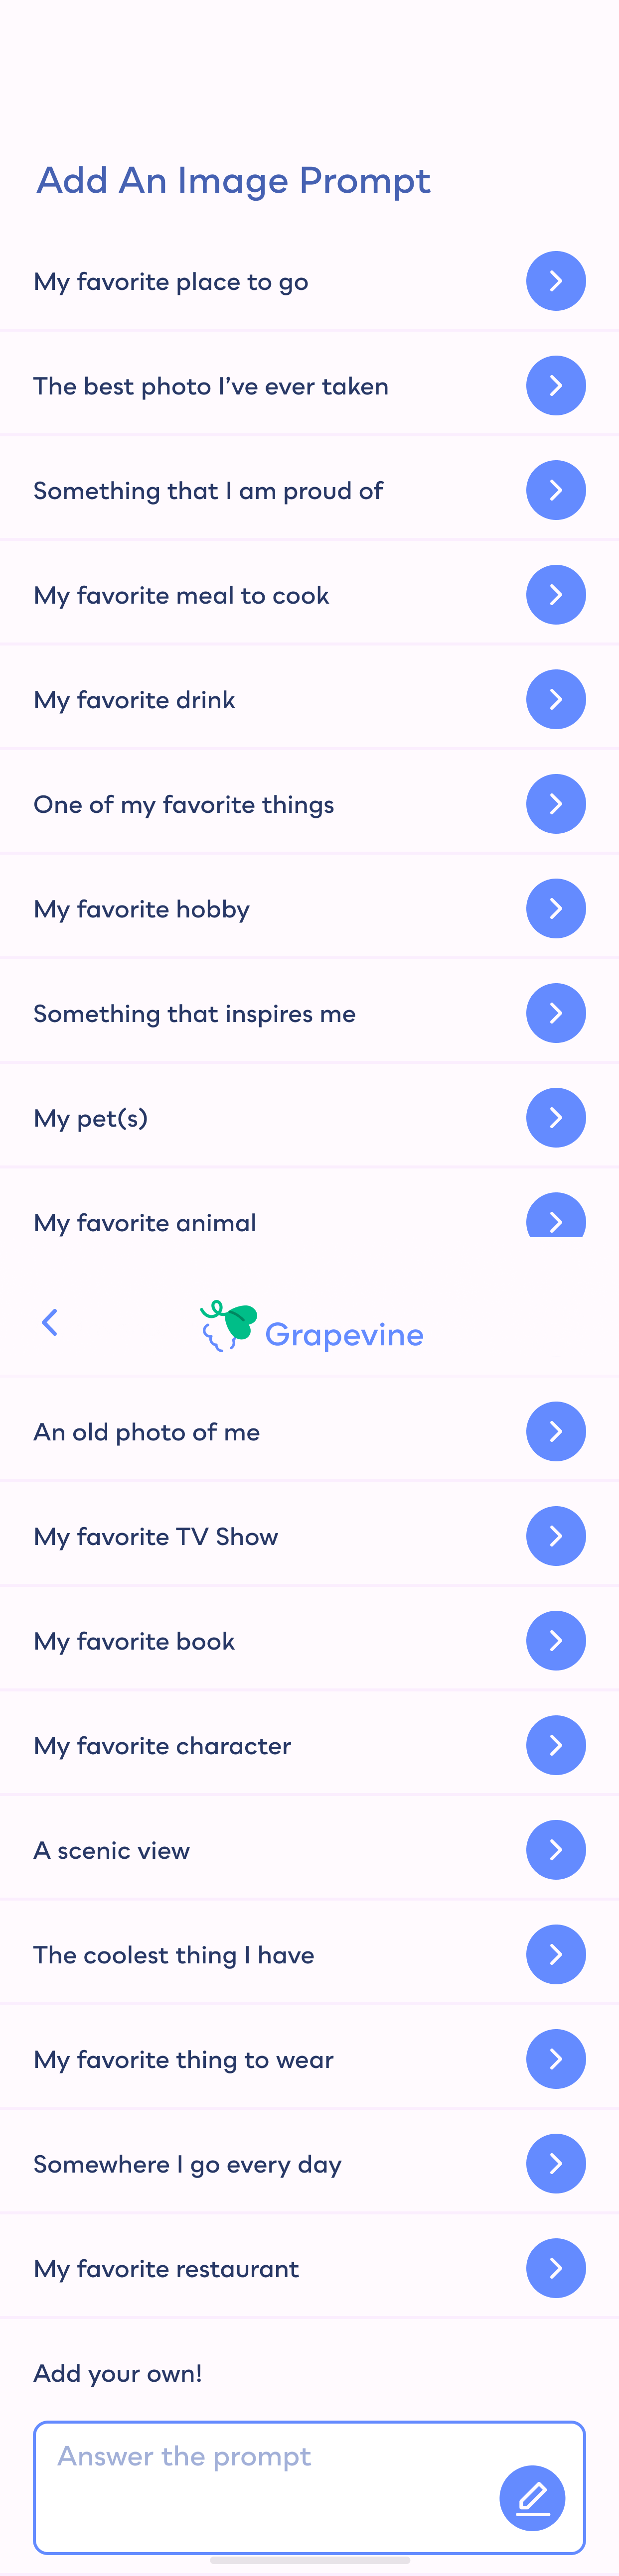 Add An Image Prompt
My favorite place to go
The best photo I’ve ever taken
Something that I am proud of
My favorite meal to cook
My favorite drink
One of my favorite things
My favorite hobby
Something that inspires me
My pet(s)
My favorite animal
Grapevine
An old photo of me
My favorite TV Show
My favorite book
My favorite character
A scenic view
The coolest thing I have
My favorite thing to wear
Somewhere I go every day
My favorite restaurant
Add your own!
Answer the prompt